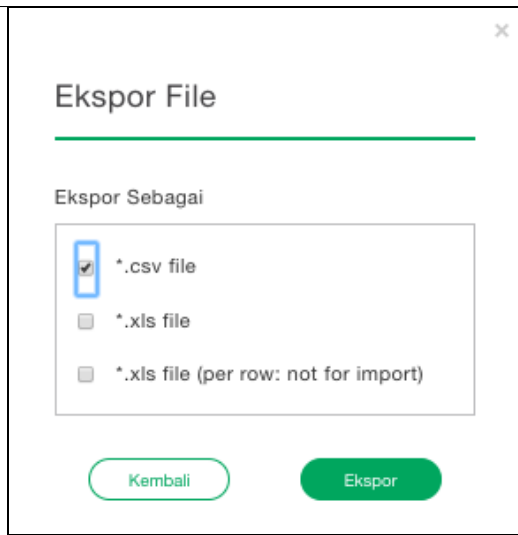 ×
Ekspor File
Ekspor Sebagai
*.csv file
*.xls file
*.xls file (per row: not for import)
Kembali
Ekspor